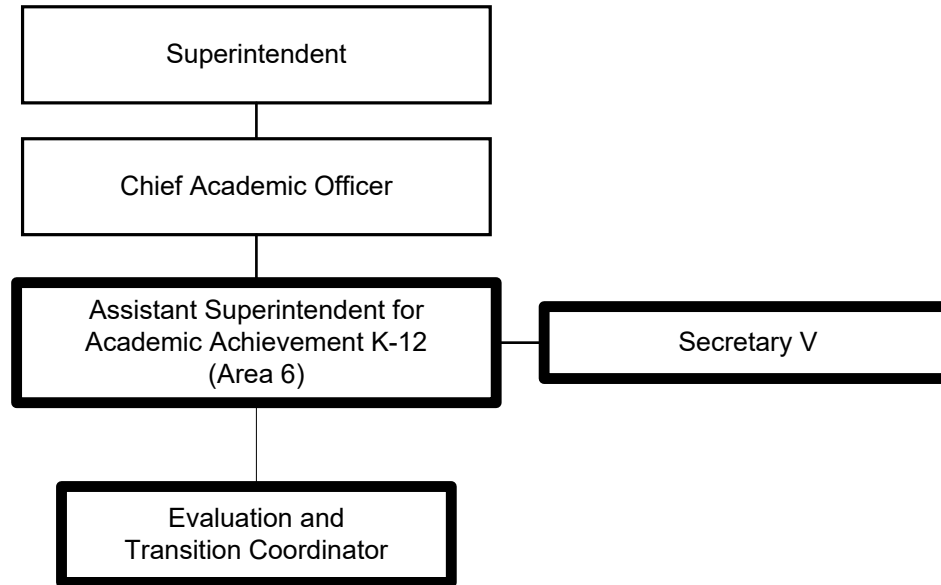 Superintendent
Chief Academic Officer
Assistant Superintendent for
Academic Achievement K-12
(Area 6)
Secretary V
Evaluation and
Transition Coordinator